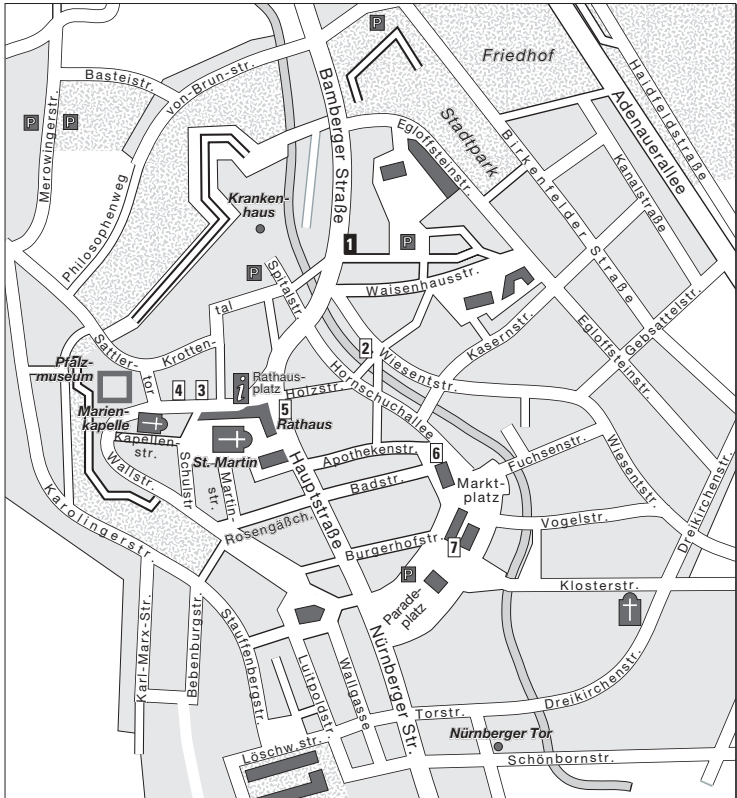 P
Friedhof
Haidfeldstraße
Basteistr.
von-Brun-str.
Bamberger Straße
Adenauerallee
Stadtpark
P
P
Merowingerstr.
Egloffsteinstr.
Birkenfelder Straße
Kanalstraße
Philosophenweg
Kranken-
haus
1
P
P
Spitalstr.
Waisenhausstr.
Gebsattelstr.
tal
Sattler-
tor
Krotten-
2
Wiesentstr.
Kasernstr.
Egloffsteinstr.
Pfalz-
museum
4
3
i
Rathaus-
platz
Holzstr.
Hornschuchallee
Marien-
kapelle
5
Rathaus
Kapellen-
str.
St.Martin
Apothekenstr.
6
Fuchsenstr.
Wiesentstr.
Wallstr.
Schulstr
Martin-
str.
Hauptstraße
Badstr.
Markt-
platz
Dreikirchenstr.
Karolingerstr.
Rosengäßch.
Vogelstr.
Burgerhofstr.
7
P
Parade-
platz
Klosterstr.
Karl-Marx-Str.
Bebenburgstr.
Stauffenbergstr.
Luitpoldstr.
Wallgasse
Nürnberger Str.
Dreikirchenstr.
Torstr.
Nürnberger Tor
Löschw.str.
Schönbornstr.